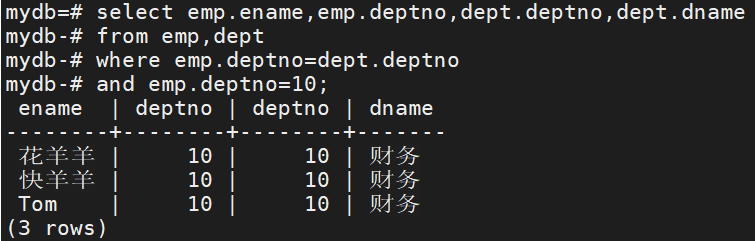 mydb=# select emp.ename,emp.deptno,dept.deptno,dept.dname
mydb-# from emp,dept
mydb-# where emp.deptno=dept.deptno
mydb-# and emp.deptno=10;
 ename  | deptno | deptno | dname
--------+--------+--------+-------
 花羊羊 |     10 |     10 | 财务
 快羊羊 |     10 |     10 | 财务
 Tom    |     10 |     10 | 财务
(3 rows)